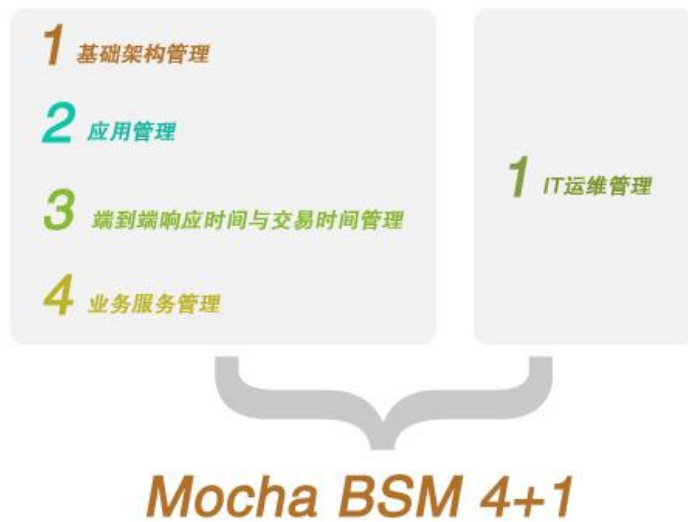 1 基础架构管理
2 应用管理
3 端到端响应时间与交易时间管理
4 业务服务管理
1 IT运维管理
Mocha BSM 4+1